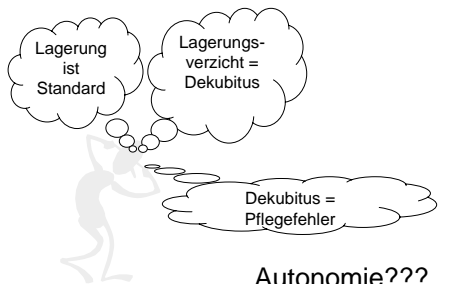 Lagerung
ist
Standard
Lagerungs-
verzicht =
Dekubitus
Dekubitus =
Pflegefehler
Autonomie???